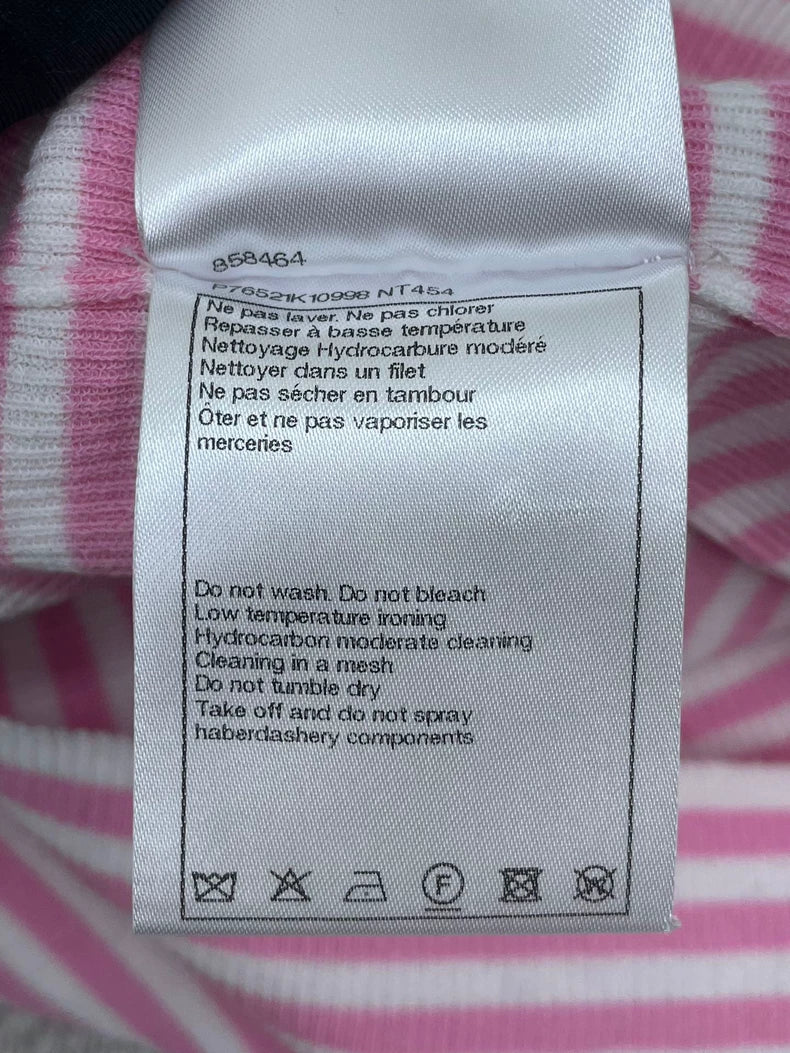 858464
P76521K10998 NT454
Ne pas laver. Ne pas chlorer
Repasser à basse température
Nettoyage Hydrocarbure modéré
Nettoyer dans un filet
Ne pas sécher en tambour
Ôter et ne pas vaporiser les
merceries
Do not wash. Do not bleach
Low temperature ironing
Hydrocarbon moderate cleaning
Cleaning in a mesh
Do not tumble dry
Take off and do not spray
haberdashery components
F W